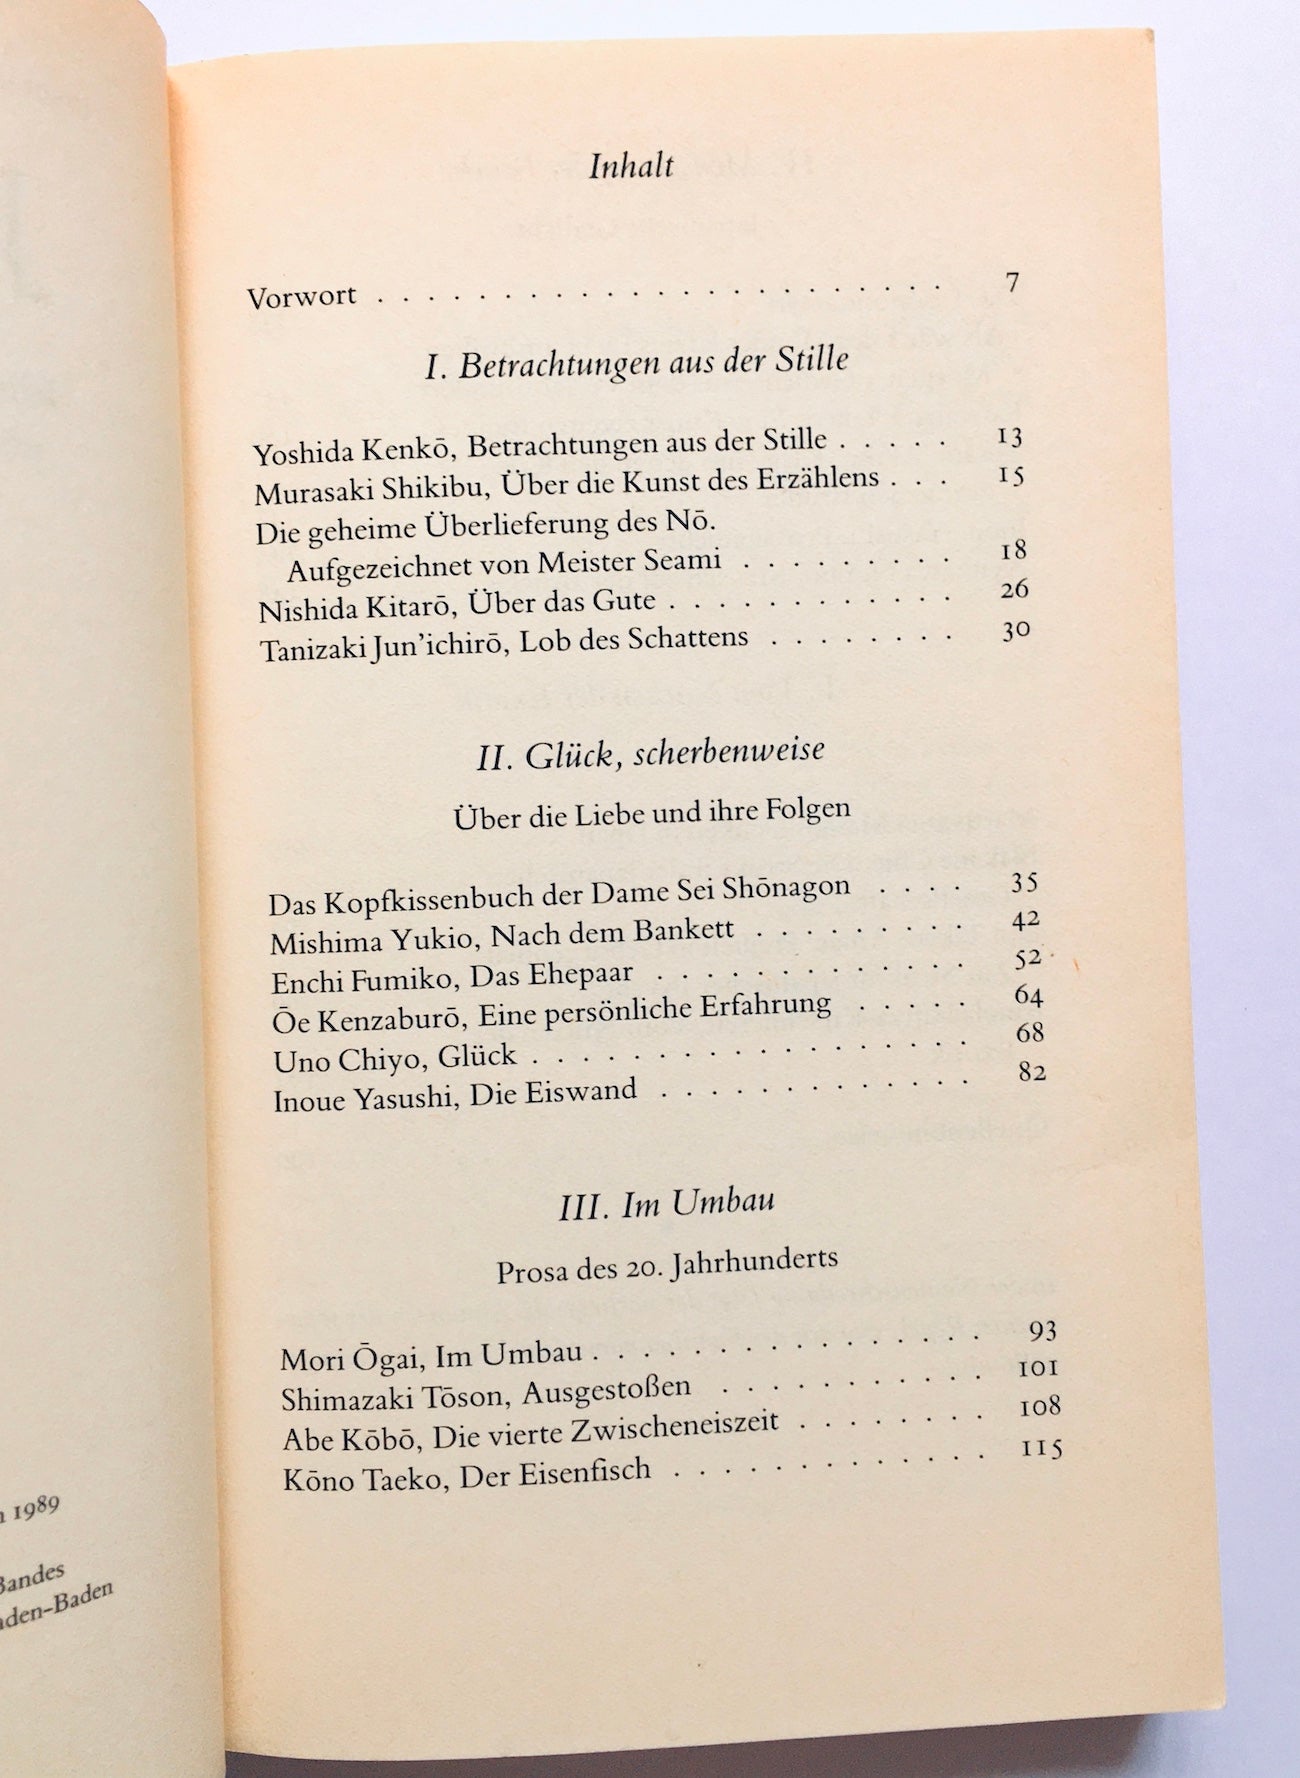 Inhalt
Vorwort . . . . . . . . . . . . . . . . . . . . . . . 7
I. Betrachtungen aus der Stille
Yoshida Kenkō, Betrachtungen aus der Stille . . . . . 13
Murasaki Shikibu, Über die Kunst des Erzählens . . . 15
Die geheime Überlieferung des Nō.
Aufgezeichnet von Meister Seami . . . . . . . . . 18
Nishida Kitarō, Über das Gute . . . . . . . . . . . . 26
Tanizaki Jun’ichirō, Lob des Schattens . . . . . . . . 30
II. Glück, scherbenweise
Über die Liebe und ihre Folgen
Das Kopfkissenbuch der Dame Sei Shōnagon . . . . 35
Mishima Yukio, Nach dem Bankett . . . . . . . . . 42
Enchi Fumiko, Das Ehepaar . . . . . . . . . . . . 52
Ōe Kenzaburō, Eine persönliche Erfahrung . . . . . 64
Uno Chiyo, Glück . . . . . . . . . . . . . . . . . 68
Inoue Yasushi, Die Eiswand . . . . . . . . . . . . . 82
III. Im Umbau
Prosa des 20. Jahrhunderts
Mori Ōgai, Im Umbau . . . . . . . . . . . . . . . . 93
Shimazaki Tōson, Ausgestoßen . . . . . . . . . . . 101
Abe Kōbō, Die vierte Zwischeneiszeit . . . . . . . . 108
Kōno Taeko, Der Eisenfisch . . . . . . . . . . . . . 115
1989
Bandes
den-Baden